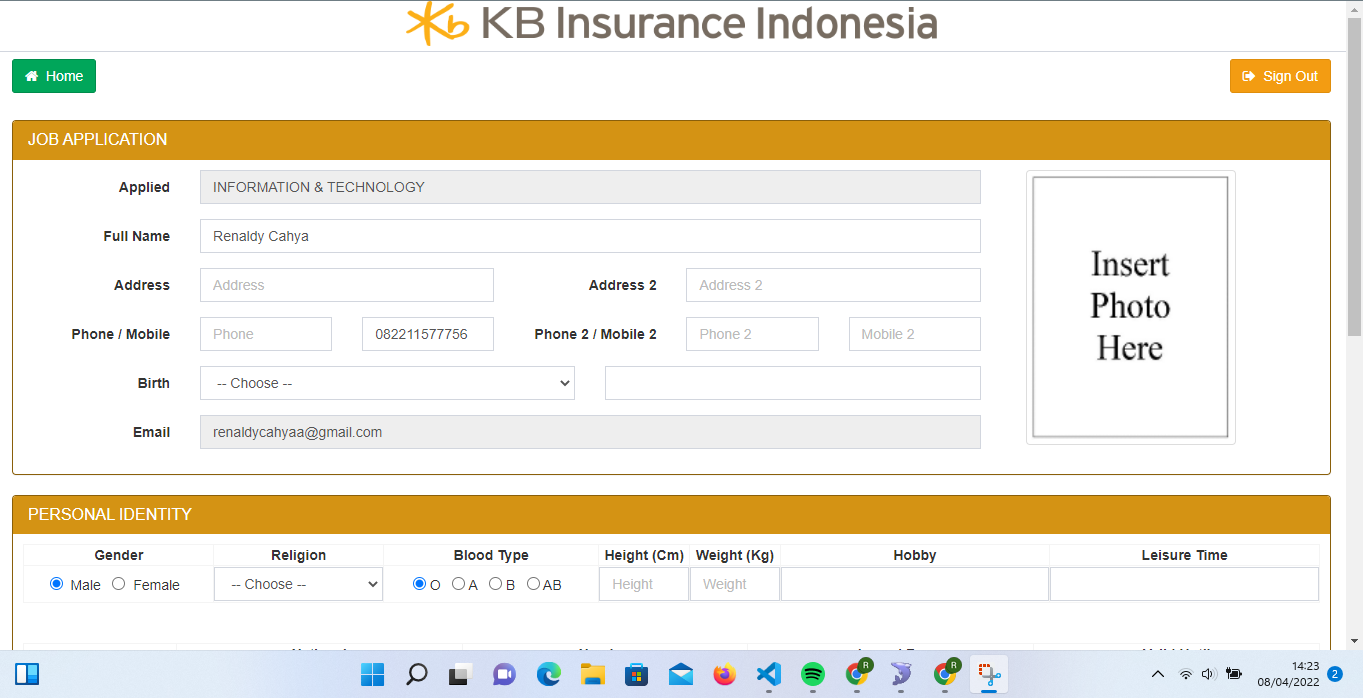 KB Insurance Indonesia
Home
Sign Out
JOB APPLICATION
Applied INFORMATION & TECHNOLOGY
Full Name Renaldy Cahya
Address Address Address 2 Address 2
Phone / Mobile Phone 082211577756 Phone 2 / Mobile 2 Phone 2 Mobile 2
Birth -- Choose --
Email renaldycahyaa@gmail.com
Insert
Photo
Here
PERSONAL IDENTITY
Gender Religion Blood Type Height (Cm) Weight (Kg) Hobby Leisure Time
Male Female -- Choose -- O A B AB Height Weight
R R
14:23
08/04/2022 2